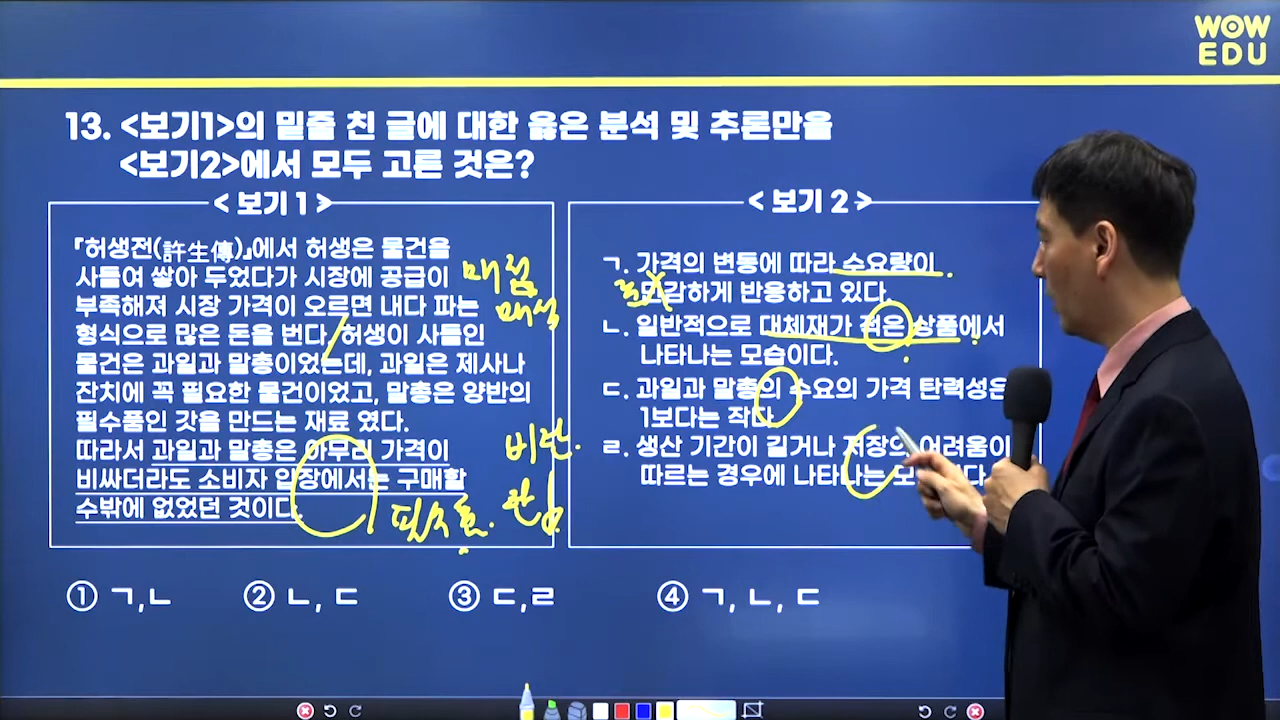 WOW
EDU
13. <보기1>의 밑줄 친 글에 대한 옳은 분석 및 추론만을
<보기2>에서 모두 고른 것은?
< 보기 1 >
『허생전(許生傳)』에서 허생은 물건을
사들여 쌓아 두었다가 시장에 공급이
부족해져 시장 가격이 오르면 내다 파는
형식으로 많은 돈을 번다. 허생이 사들인
물건은 과일과 말총이었는데, 과일은 제사나
잔치에 꼭 필요한 물건이었고, 말총은 양반의
필수품인 갓을 만드는 재료 였다.
따라서 과일과 말총은 아무리 가격이
비싸더라도 소비자 입장에서는 구매할
수밖에 없었던 것이다.
매점
매석
비탄.
필수품.
< 보기 2 >
ㄱ. 가격의 변동에 따라 수요량이
민감하게 반응하고 있다.
ㄴ. 일반적으로 대체재가 적은 상품에서
나타나는 모습이다.
ㄷ. 과일과 말총의 수요의 가격 탄력성은
1보다는 작다.
ㄹ. 생산 기간이 길거나 저장의 어려움이
따르는 경우에 나타나는
① ㄱ,ㄴ
② ㄴ, ㄷ
③ ㄷ,ㄹ
④ ㄱ, ㄴ, ㄷ